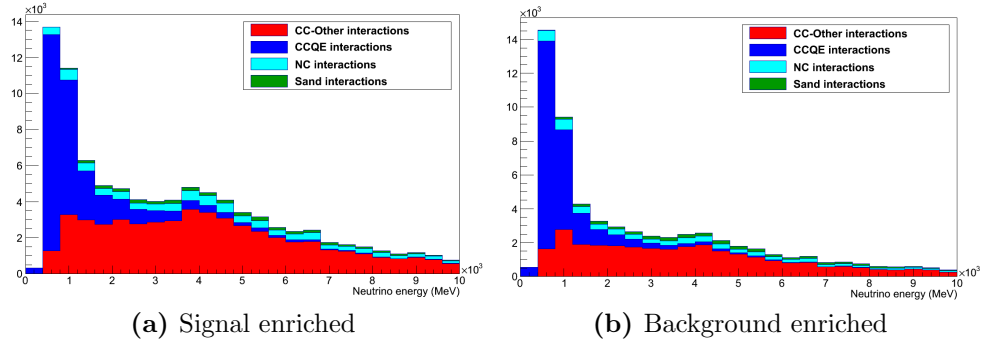 ×10³
14
12
10
8
6
4
2
0
0 1 2 3 4 5 6 7 8 9 10
×10³
Neutrino energy (MeV)
CC-Other interactions
CCQE interactions
NC interactions
Sand interactions
(a) Signal enriched
×10³
14
12
10
8
6
4
2
0
0 1 2 3 4 5 6 7 8 9 10
×10³
Neutrino energy (MeV)
CC-Other interactions
CCQE interactions
NC interactions
Sand interactions
(b) Background enriched